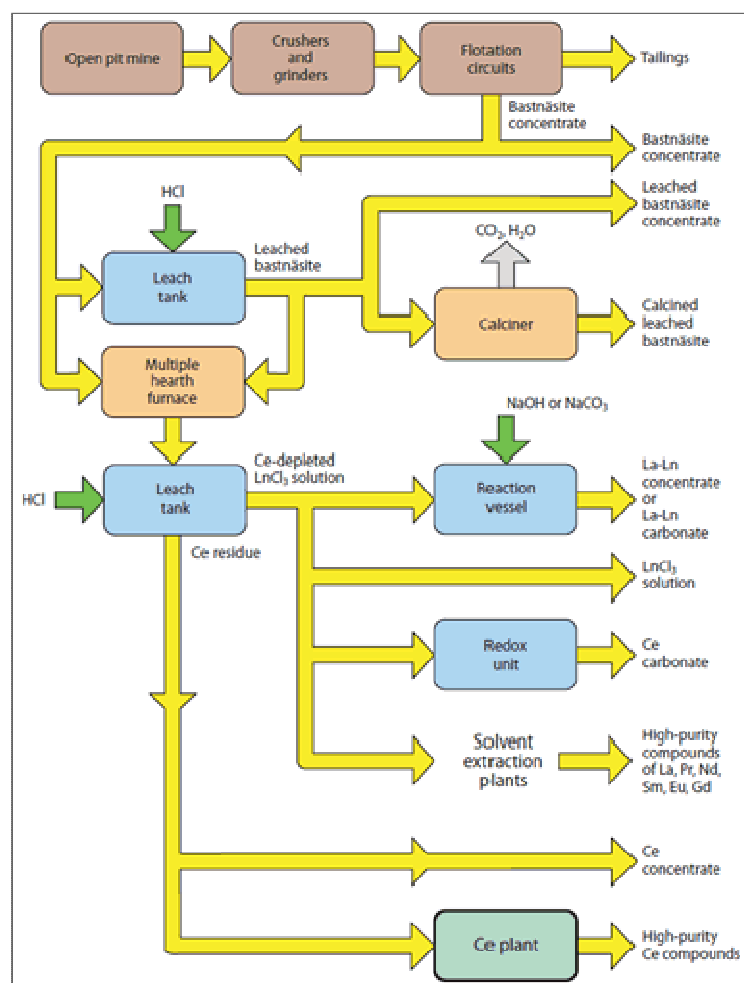 Open pit mine
Crushers
and
grinders
Flotation
circuits
Tailings
Bastnäsite
concentrate
Bastnäsite
concentrate
HCl
Leached
bastnäsite
concentrate
CO₃, H₂O
Leach
tank
Leached
bastnäsite
Calciner
Calcined
leached
bastnäsite
Multiple
hearth
furnace
NaOH or NaCO₃
HCl
Leach
tank
Ce-depleted
LnCl₃ solution
Reaction
vessel
La-Ln
concentrate
or
La-Ln
carbonate
Ce residue
LnCl₃
solution
Redox
unit
Ce
carbonate
Solvent
extraction
plants
High-purity
compounds
of La, Pr, Nd,
Sm, Eu, Gd
Ce
concentrate
Ce plant
High-purity
Ce compounds